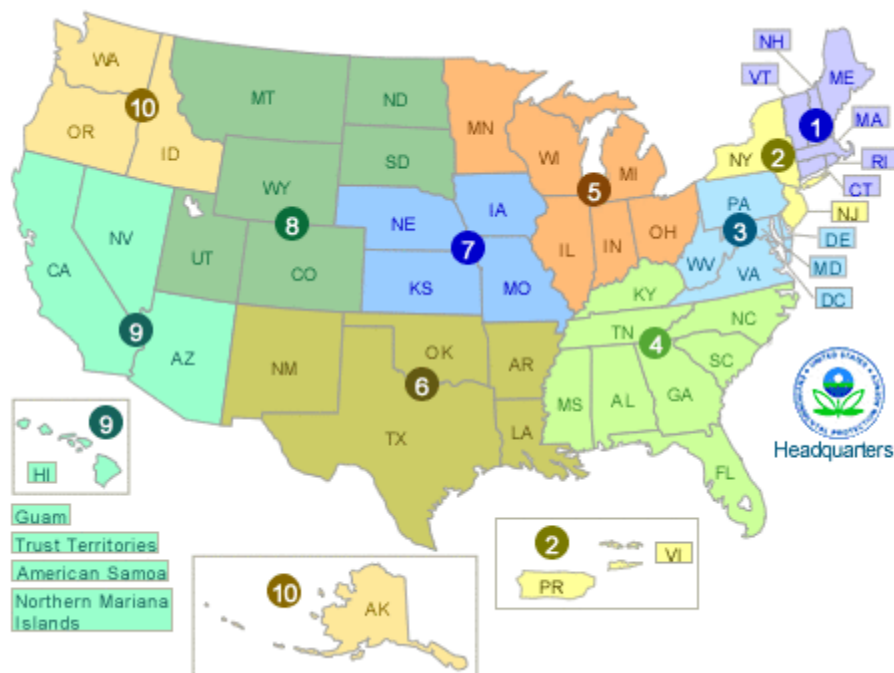 NH
WA
VT
ME
MT
ND
10
MN
1
MA
OR
ID
WI
MI
NY
2
RI
SD
CT
WY
5
PA
NJ
IA
NE
8
3
DE
NV
OH
7
IL
IN
UT
WV
MD
CA
CO
VA
KS
MO
KY
DC
NC
9
TN
4
AZ
OK
AR
SC
NM
6
UNITED STATES
MS
AL
GA
9
TX
LA
Headquarters
HI
FL
Guam
2
Trust Territories
VI
American Samoa
PR
10
Northern Mariana
Islands
AK